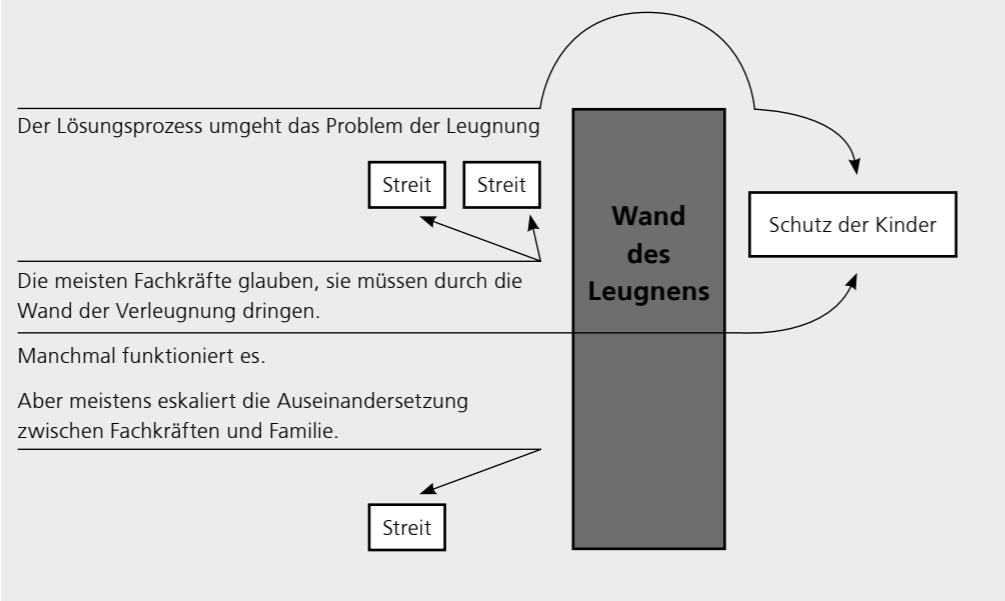 Der Lösungsprozess umgeht das Problem der Leugnung
Streit
Streit
Wand
des
Leugnens
Schutz der Kinder
Die meisten Fachkräfte glauben, sie müssen durch die
Wand der Verleugnung dringen.
Manchmal funktioniert es.
Aber meistens eskaliert die Auseinandersetzung
zwischen Fachkräften und Familie.
Streit